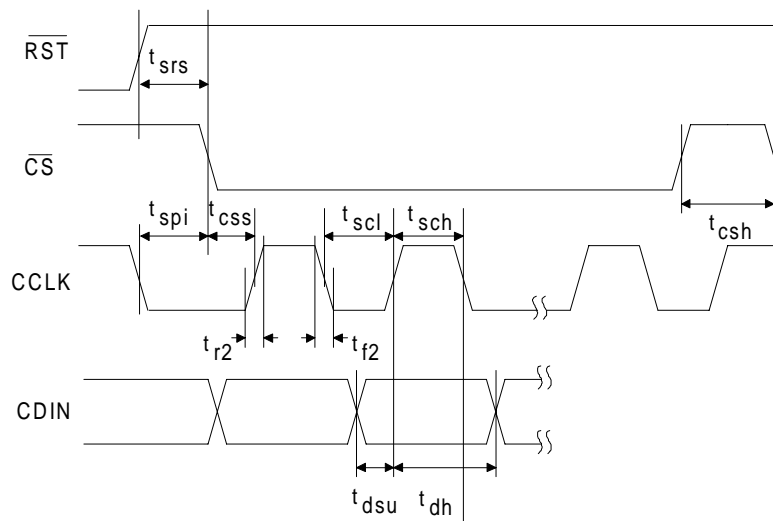 RST
t srs
CS
t spi t css t scl t sch t csh
CCLK
t r2 t f2
CDIN
t dsu t dh